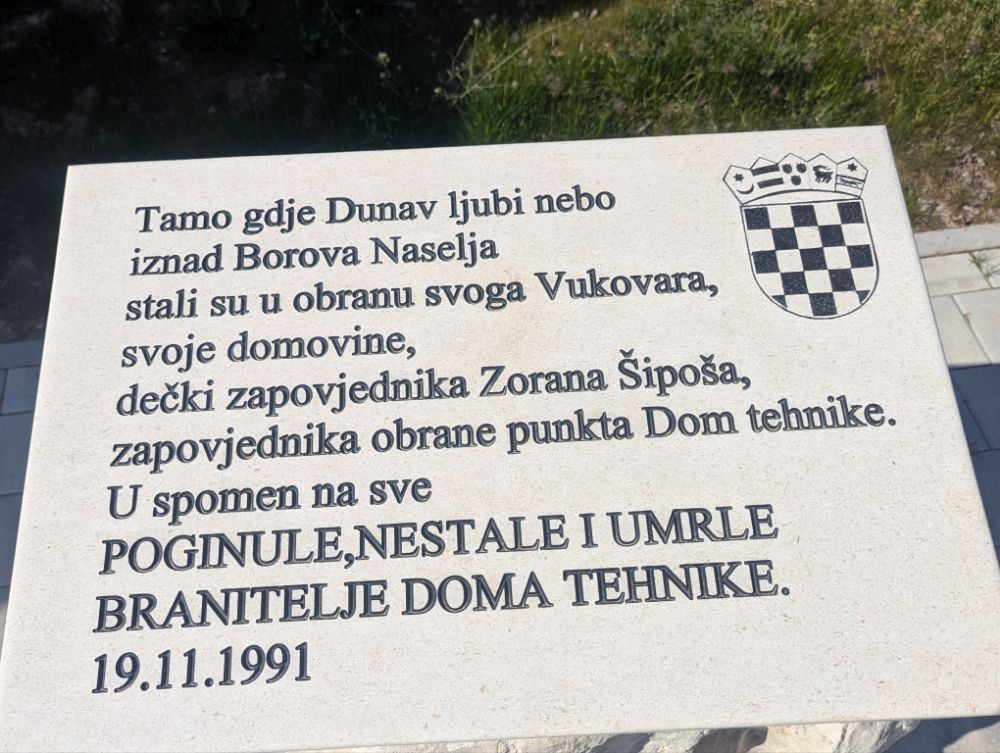 Tamo gdje Dunav ljubi nebo
iznad Borova Naselja
stali su u obranu svoga Vukovara,
svoje domovine,
dečki zapovjednika Zorana Šipoša,
zapovjednika obrane punkta Dom tehnike.
U spomen na sve
POGINULE,NESTALE I UMRLE
BRANITELJE DOMA TEHNIKE.
19.11.1991